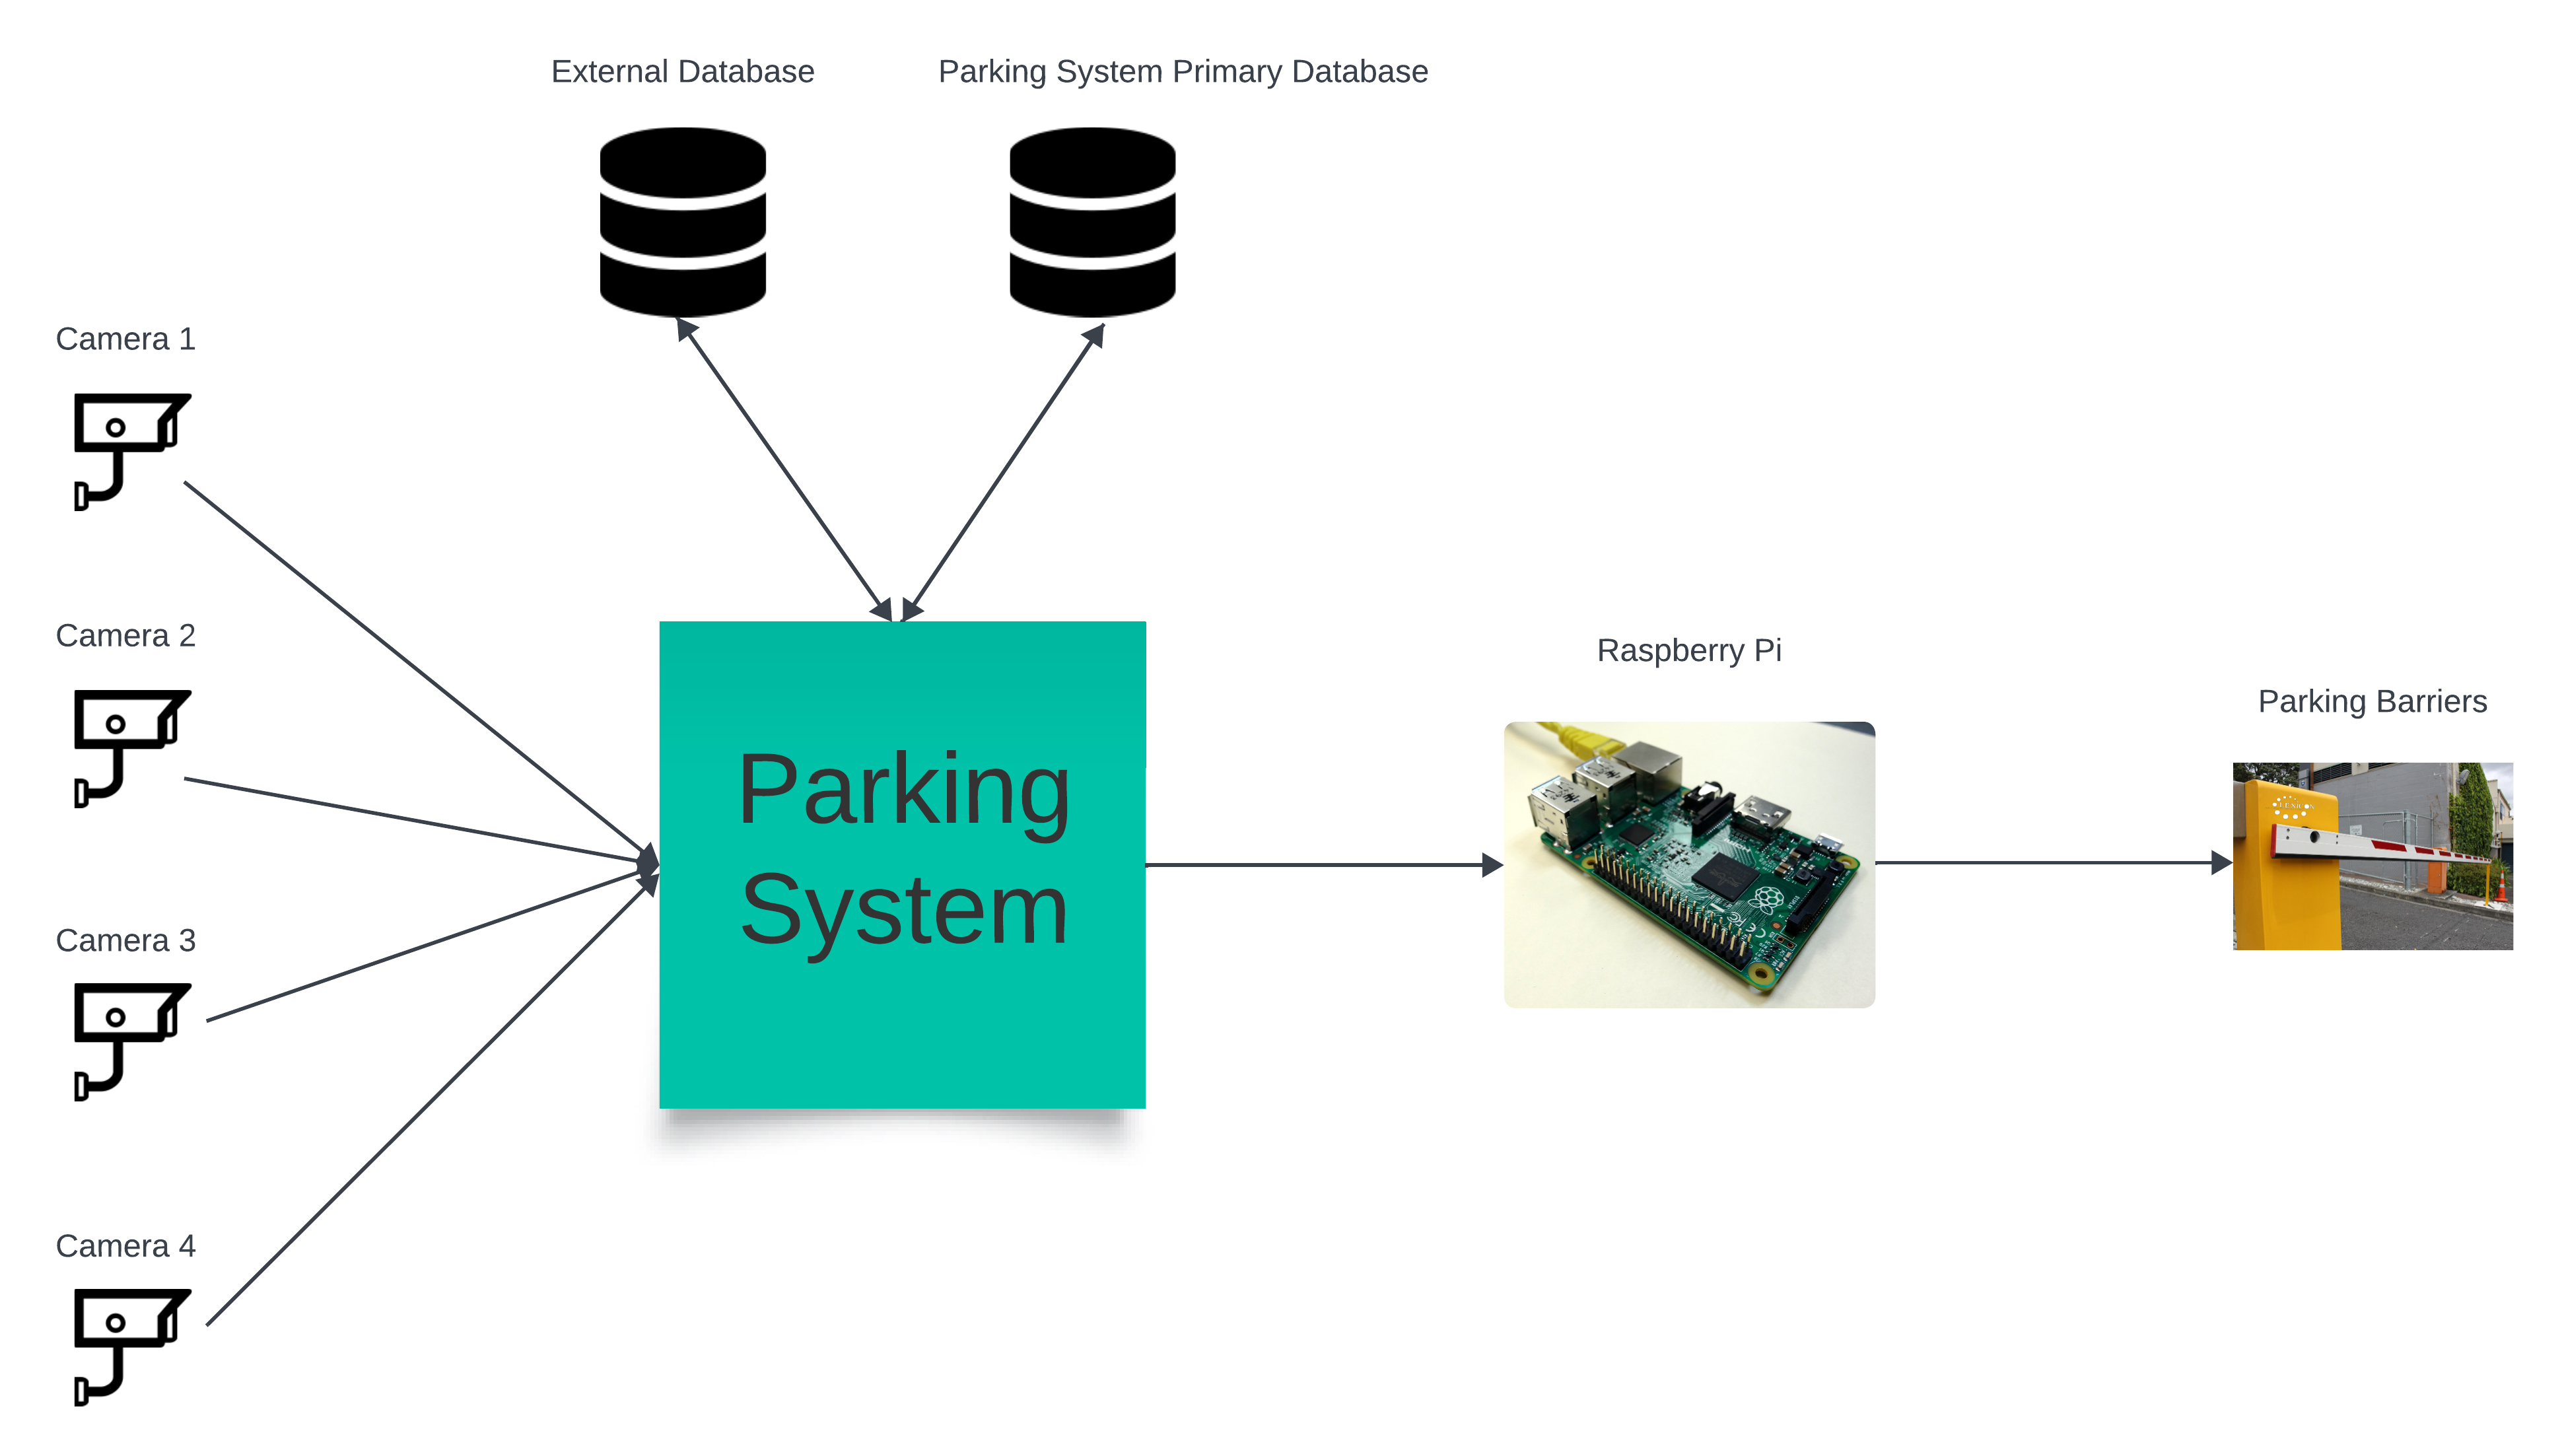 External Database
Parking System Primary Database
Camera 1
Camera 2
Raspberry Pi
Parking Barriers
Parking
System
Camera 3
Camera 4